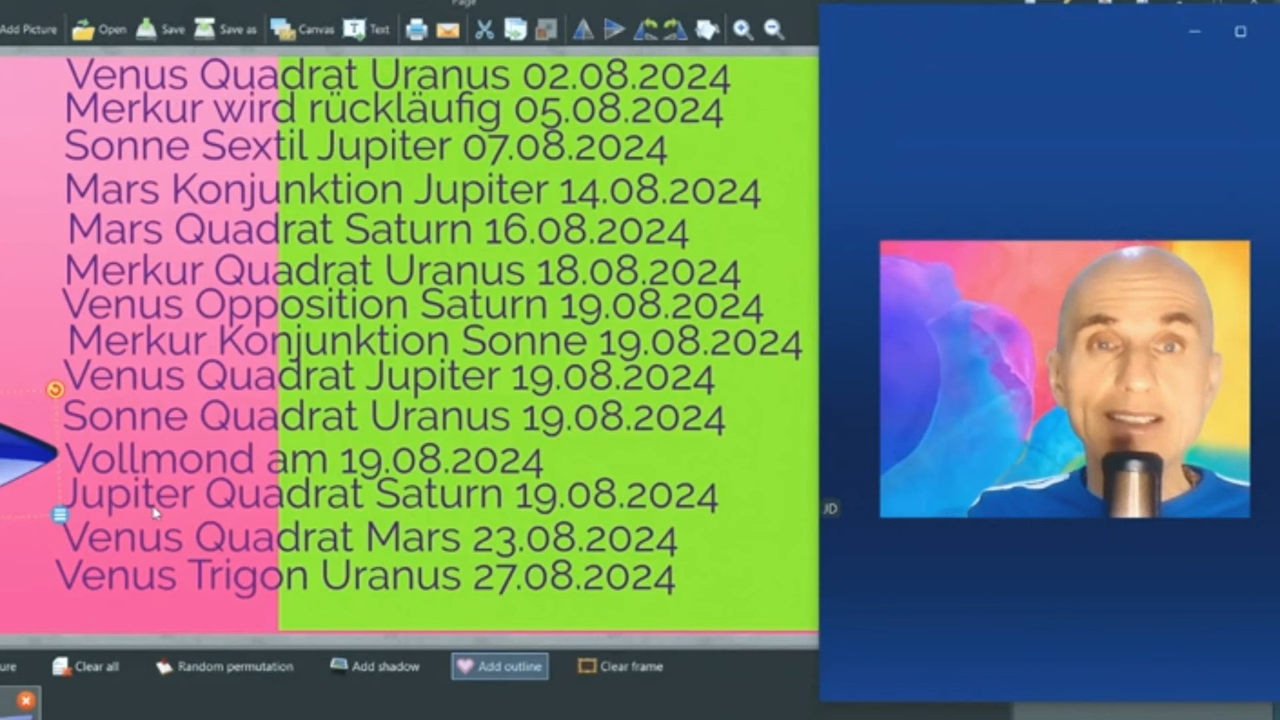 Page
Add Picture Open Save Save as Canvas Text
Venus Quadrat Uranus 02.08.2024
Merkur wird rückläufig 05.08.2024
Sonne Sextil Jupiter 07.08.2024
Mars Konjunktion Jupiter 14.08.2024
Mars Quadrat Saturn 16.08.2024
Merkur Quadrat Uranus 18.08.2024
Venus Opposition Saturn 19.08.2024
Merkur Konjunktion Sonne 19.08.2024
Venus Quadrat Jupiter 19.08.2024
Sonne Quadrat Uranus 19.08.2024
Vollmond am 19.08.2024
Jupiter Quadrat Saturn 19.08.2024
Venus Quadrat Mars 23.08.2024
Venus Trigon Uranus 27.08.2024
JD
ure Clear all Random permutation Add shadow Add outline Clear frame